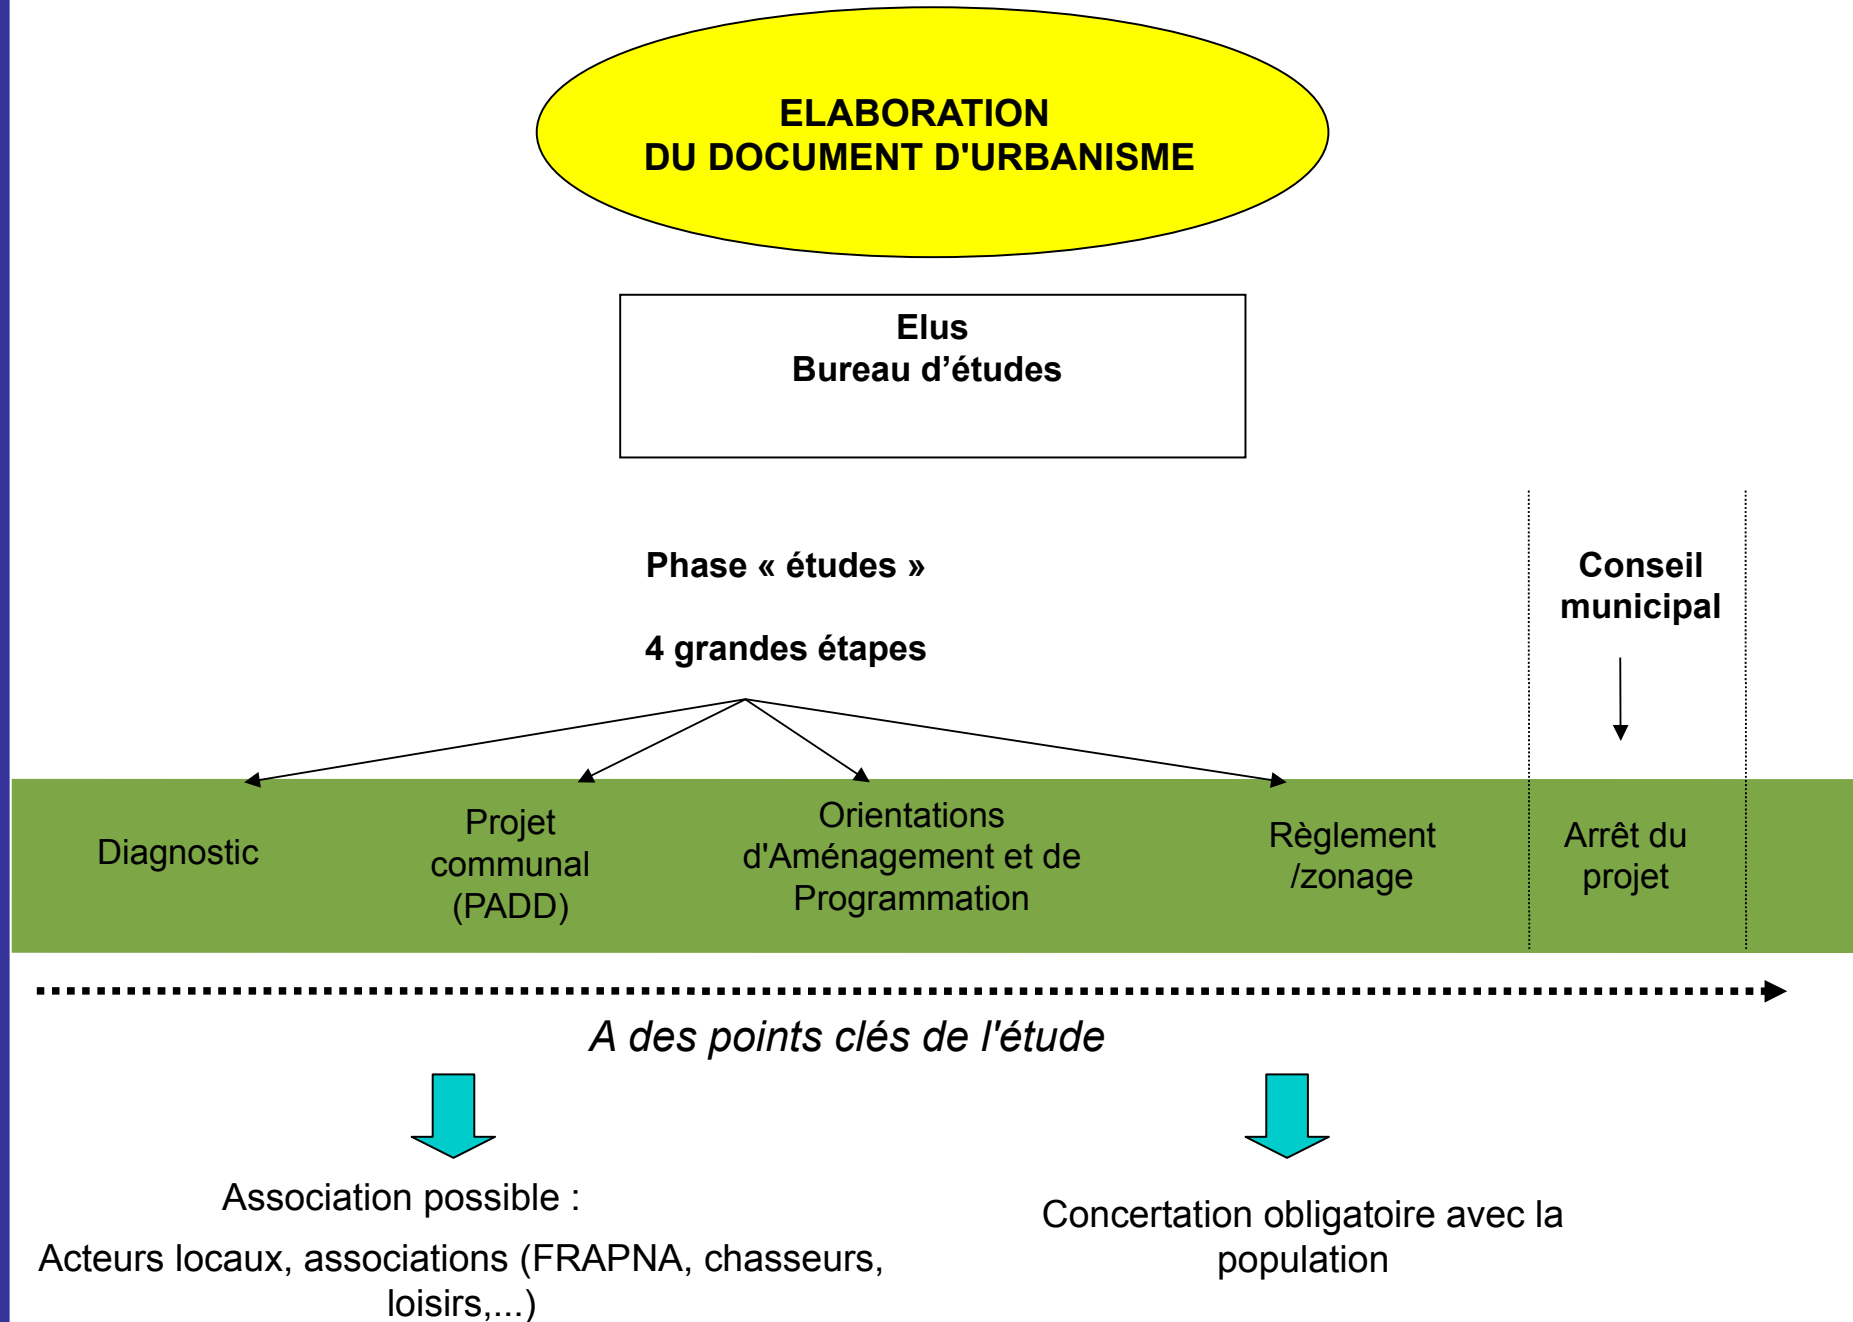 ELABORATION
DU DOCUMENT D'URBANISME
Elus
Bureau d’études
Phase « études »
4 grandes étapes
Conseil
municipal
Diagnostic
Projet
communal
(PADD)
Orientations
d'Aménagement et de
Programmation
Règlement
/zonage
Arrêt du
projet
A des points clés de l'étude
Association possible :
Acteurs locaux, associations (FRAPNA, chasseurs,
loisirs,...)
Concertation obligatoire avec la
population